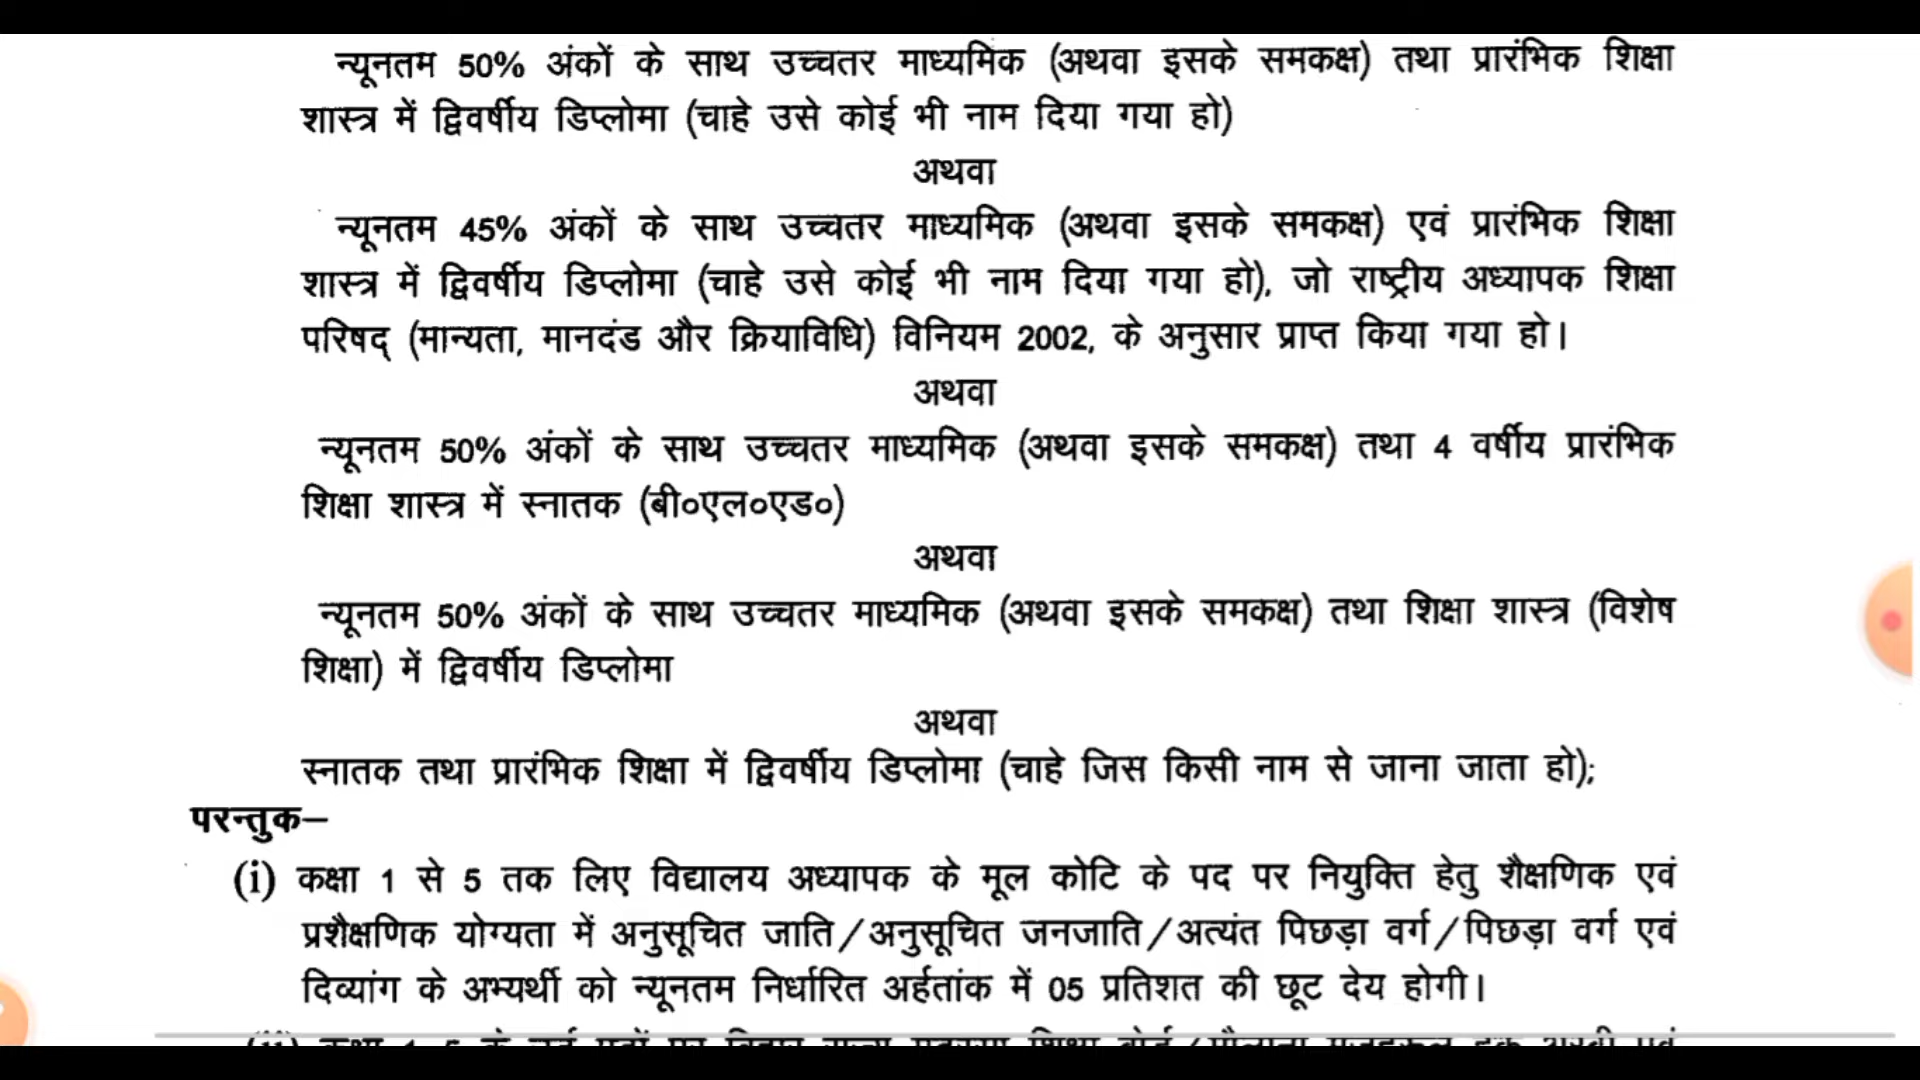 न्यूनतम 50% अंकों के साथ उच्चतर माध्यमिक (अथवा इसके समकक्ष) तथा प्रारंभिक शिक्षा
शास्त्र में द्विवर्षीय डिप्लोमा (चाहे उसे कोई भी नाम दिया गया हो)
अथवा
न्यूनतम 45% अंकों के साथ उच्चतर माध्यमिक (अथवा इसके समकक्ष) एवं प्रारंभिक शिक्षा
शास्त्र में द्विवर्षीय डिप्लोमा (चाहे उसे कोई भी नाम दिया गया हो), जो राष्ट्रीय अध्यापक शिक्षा
परिषद् (मान्यता, मानदंड और क्रियाविधि) विनियम 2002, के अनुसार प्राप्त किया गया हो।
अथवा
न्यूनतम 50% अंकों के साथ उच्चतर माध्यमिक (अथवा इसके समकक्ष) तथा 4 वर्षीय प्रारंभिक
शिक्षा शास्त्र में स्नातक (बी०एल०एड०)
अथवा
न्यूनतम 50% अंकों के साथ उच्चतर माध्यमिक (अथवा इसके समकक्ष) तथा शिक्षा शास्त्र (विशेष
शिक्षा) में द्विवर्षीय डिप्लोमा
अथवा
स्नातक तथा प्रारंभिक शिक्षा में द्विवर्षीय डिप्लोमा (चाहे जिस किसी नाम से जाना जाता हो);
परन्तुक–
(i) कक्षा 1 से 5 तक लिए विद्यालय अध्यापक के मूल कोटि के पद पर नियुक्ति हेतु शैक्षणिक एवं
प्रशैक्षणिक योग्यता में अनुसूचित जाति/अनुसूचित जनजाति/अत्यंत पिछड़ा वर्ग/पिछड़ा वर्ग एवं
दिव्यांग के अभ्यर्थी को न्यूनतम निर्धारित अर्हतांक में 05 प्रतिशत की छूट देय होगी।